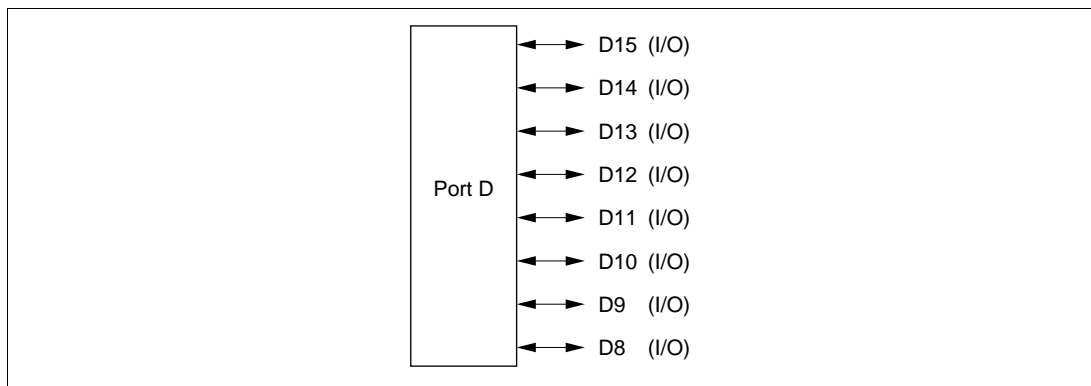 D15 (I/O)
D14 (I/O)
D13 (I/O)
D12 (I/O)
Port D
D11 (I/O)
D10 (I/O)
D9 (I/O)
D8 (I/O)